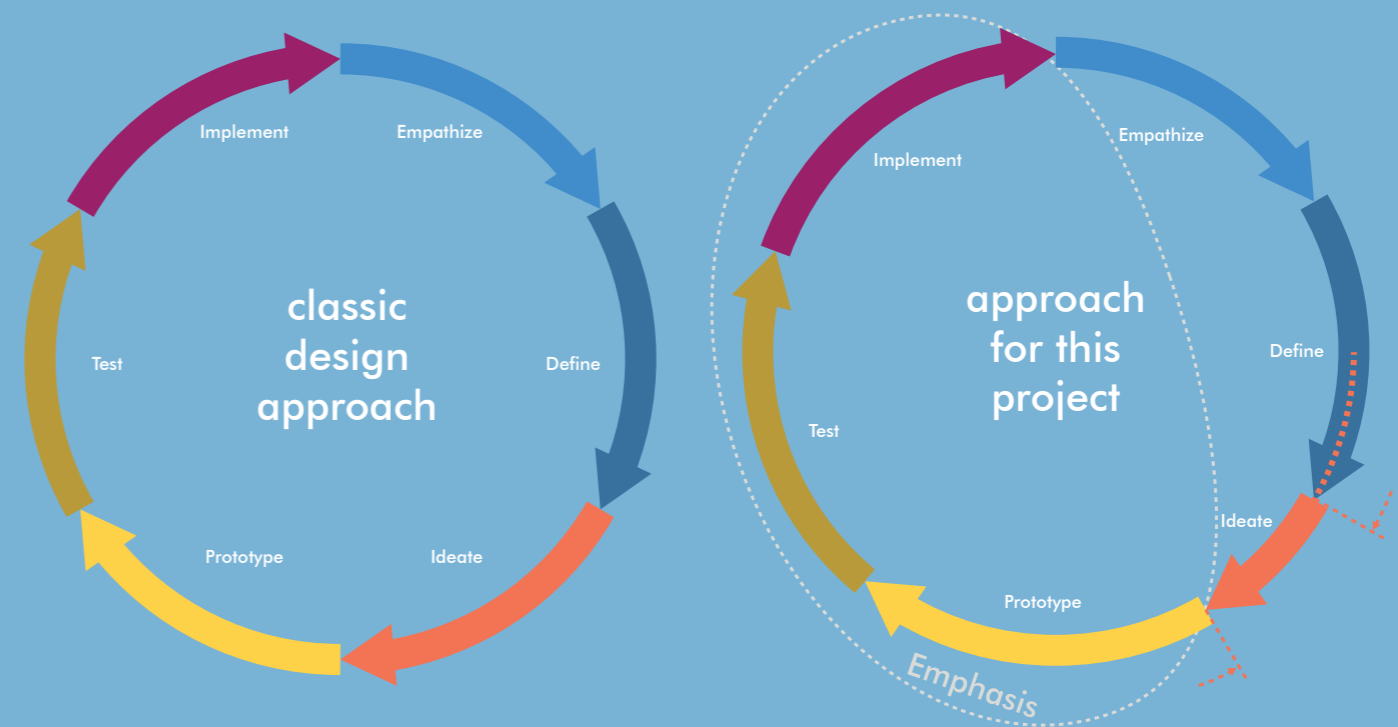 Implement
Empathize
classic
design
approach
Test
Define
Prototype
Ideate
Implement
Empathize
approach
for this
project
Define
Test
Ideate
Prototype
Emphasis